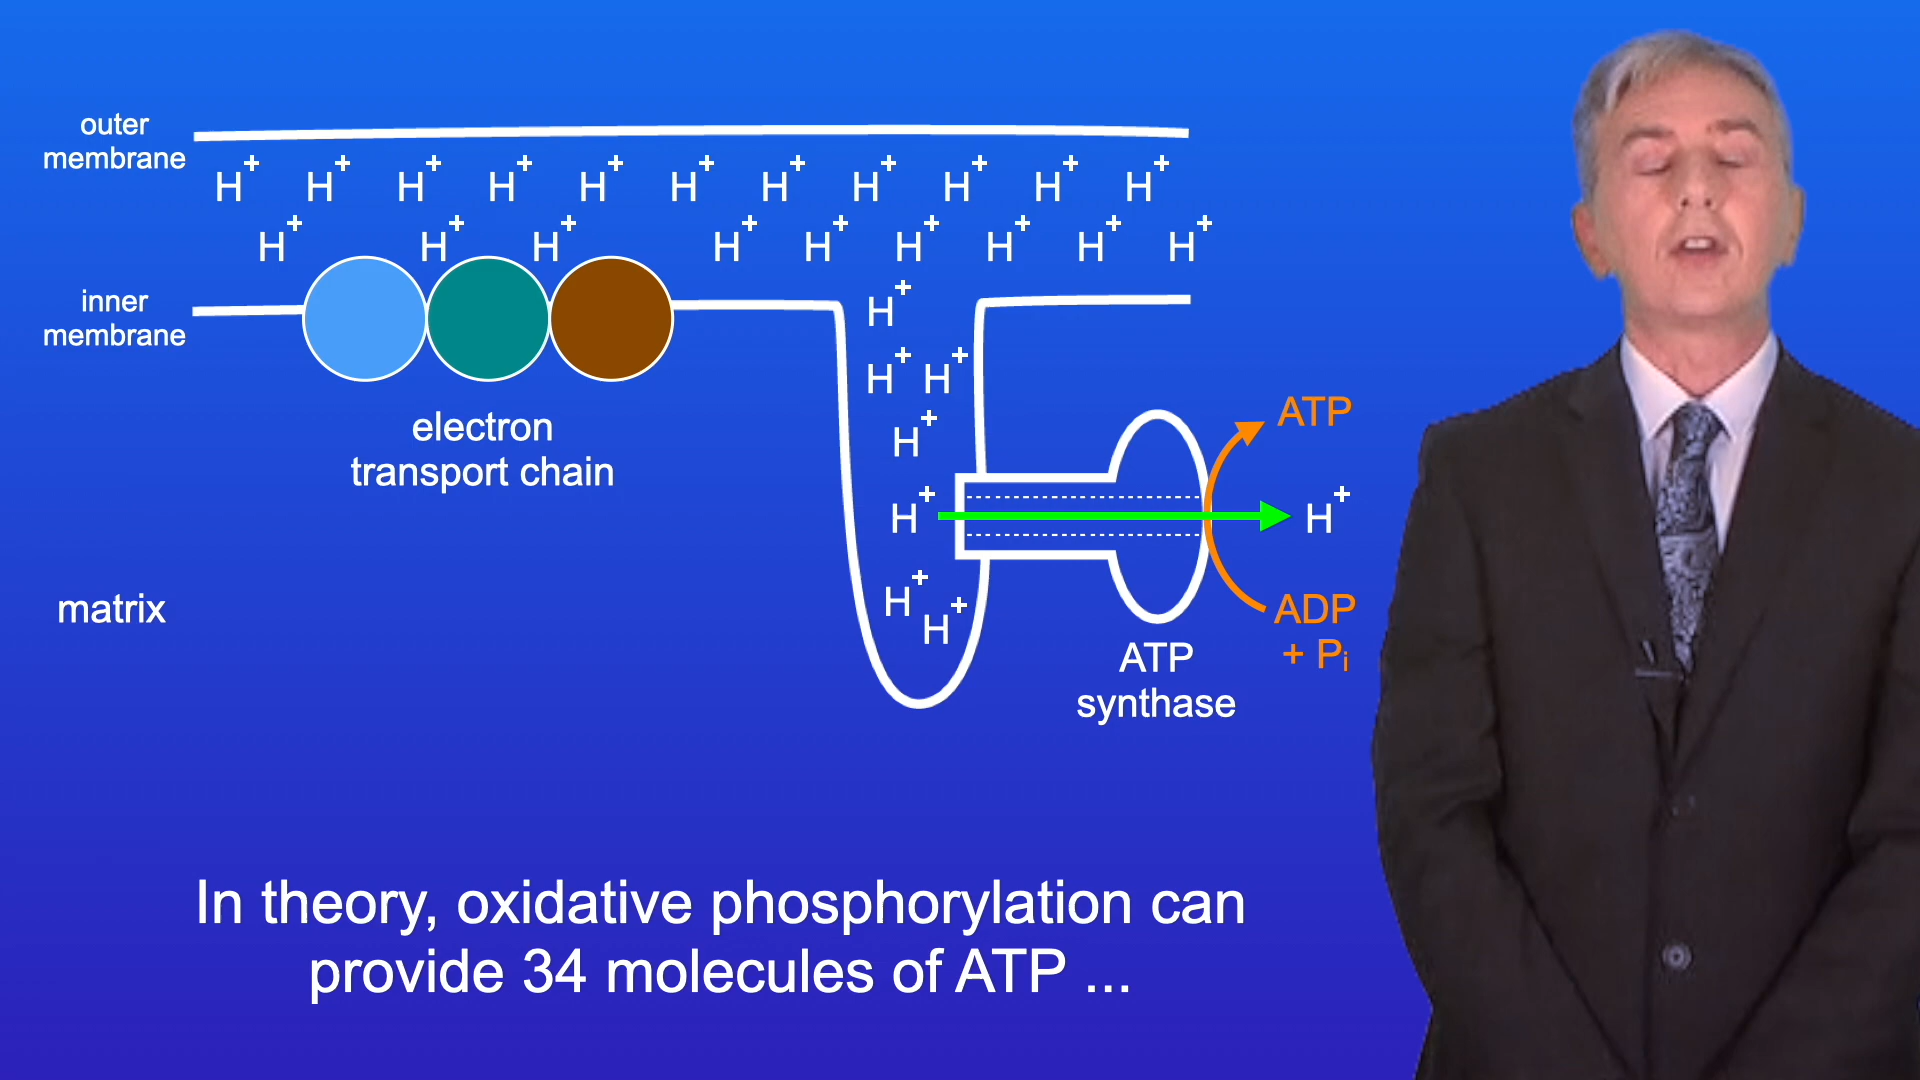 outer
membrane
H+ H+ H+ H+ H+ H+ H+ H+ H+ H+ H+
H+ H+ H+ H+ H+ H+ H+ H+ H+
inner
membrane
H+
H+ H+
H+
electron
transport chain
ATP
H+
H+
matrix
H+
H+
ADP
+ Pi
ATP
synthase
In theory, oxidative phosphorylation can
provide 34 molecules of ATP ...